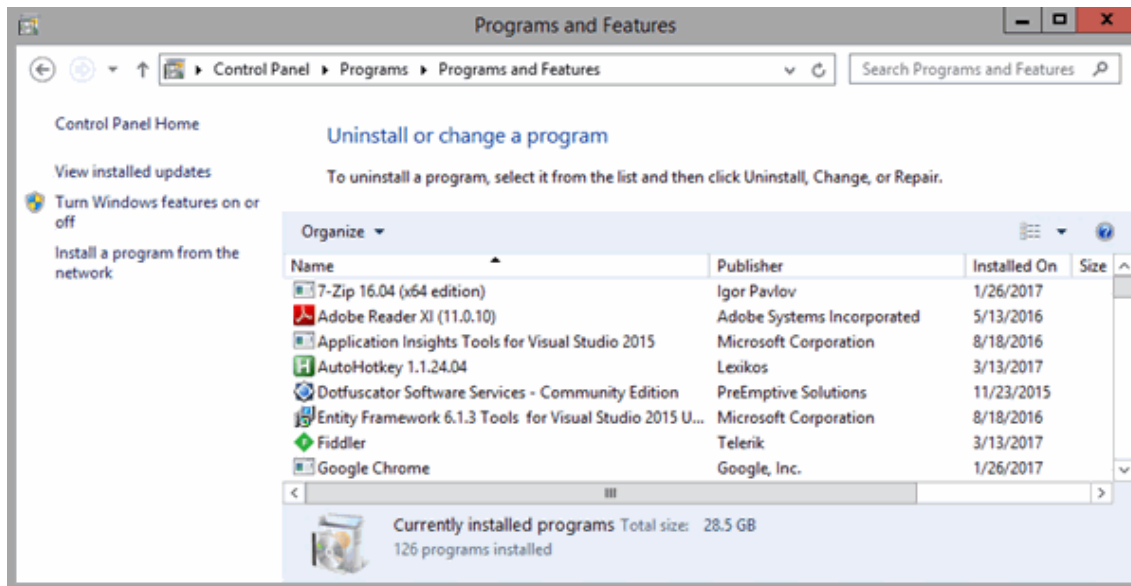 Programs and Features
Control Panel Programs Programs and Features
Search Programs and Features
Control Panel Home
View installed updates
Turn Windows features on or
off
Install a program from the
network
Uninstall or change a program
To uninstall a program, select it from the list and then click Uninstall, Change, or Repair.
Organize
Name Publisher Installed On Size
7-Zip 16.04 (x64 edition) Igor Pavlov 1/26/2017
Adobe Reader XI (11.0.10) Adobe Systems Incorporated 5/13/2016
Application Insights Tools for Visual Studio 2015 Microsoft Corporation 8/18/2016
AutoHotkey 1.1.24.04 Lexikos 3/13/2017
Dotfuscator Software Services - Community Edition PreEmptive Solutions 11/23/2015
Entity Framework 6.1.3 Tools for Visual Studio 2015 U... Microsoft Corporation 8/18/2016
Fiddler Telerik 3/13/2017
Google Chrome Google, Inc. 1/26/2017
Currently installed programs Total size: 28.5 GB
126 programs installed